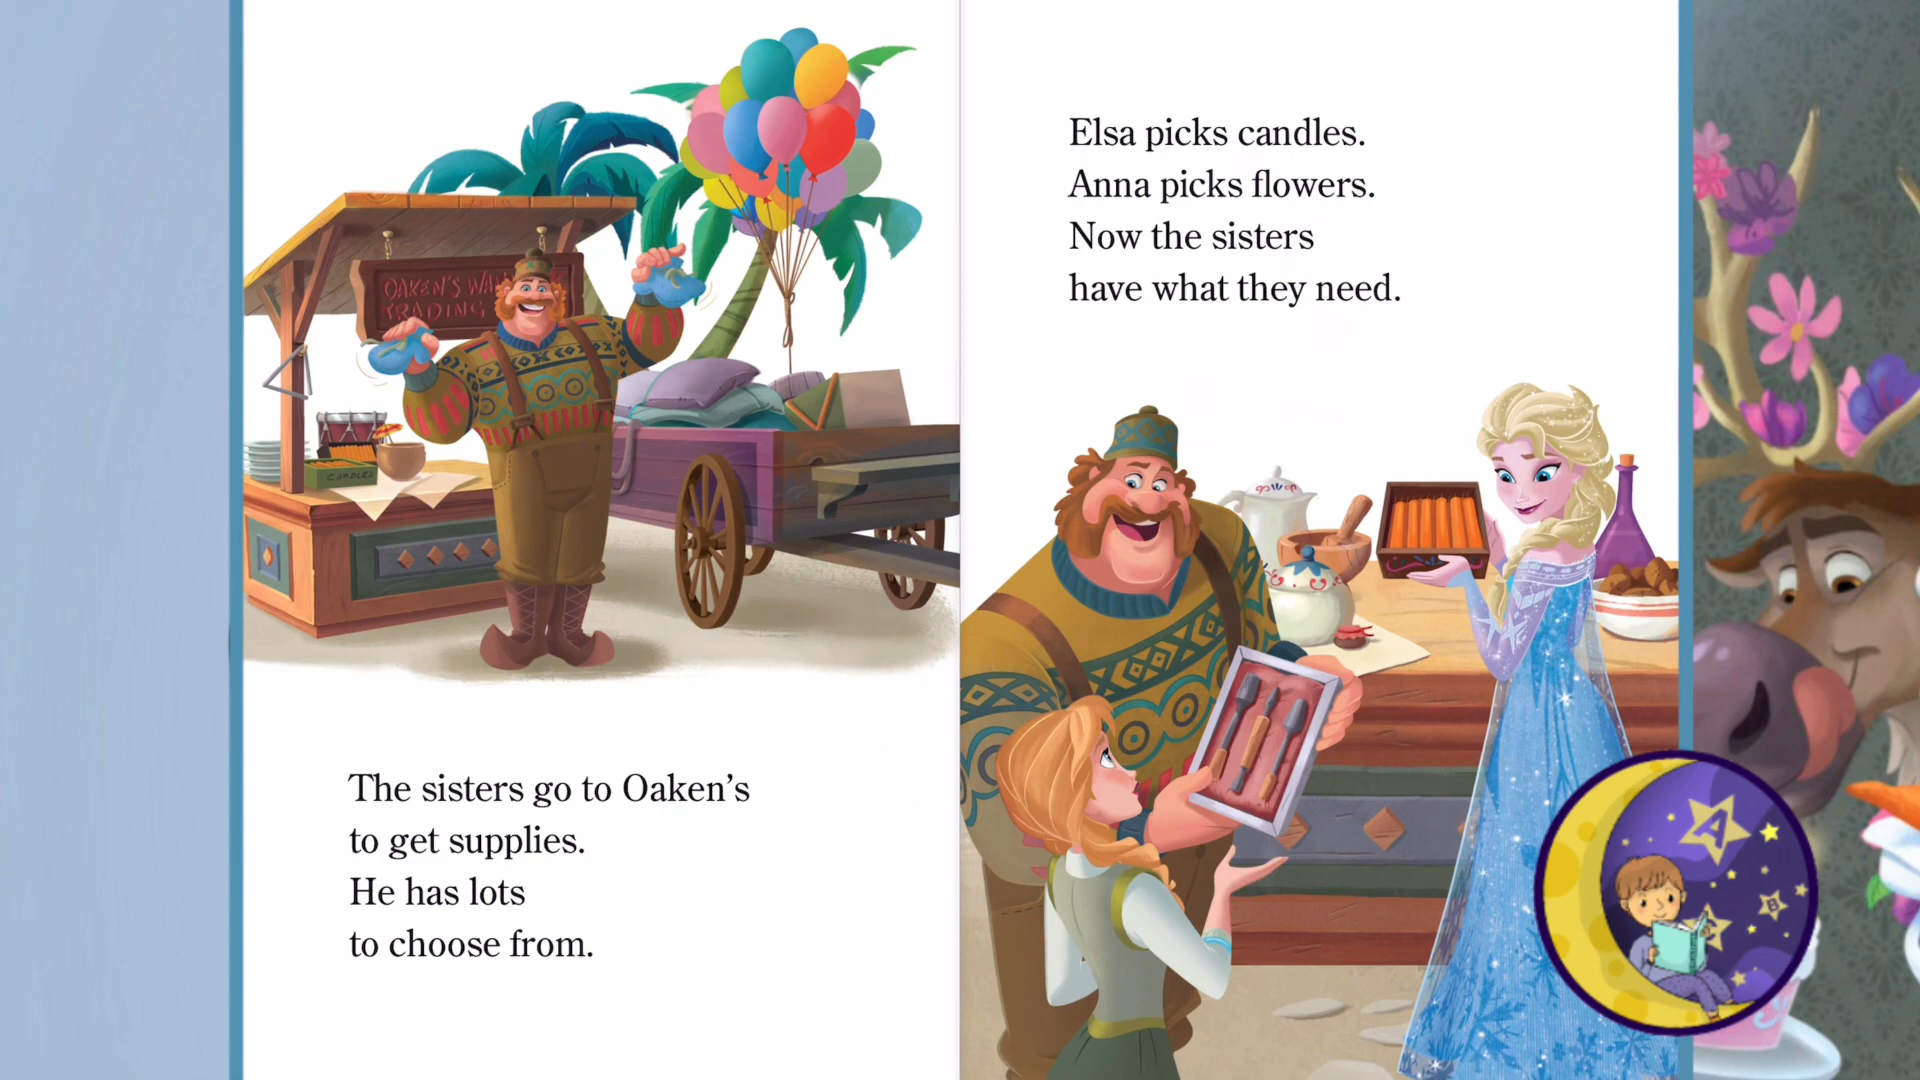 OAKEN'S
TRADING
CANDLES
The sisters go to Oaken's
to get supplies.
He has lots
to choose from.
Elsa picks candles.
Anna picks flowers.
Now the sisters
have what they need.
A
B